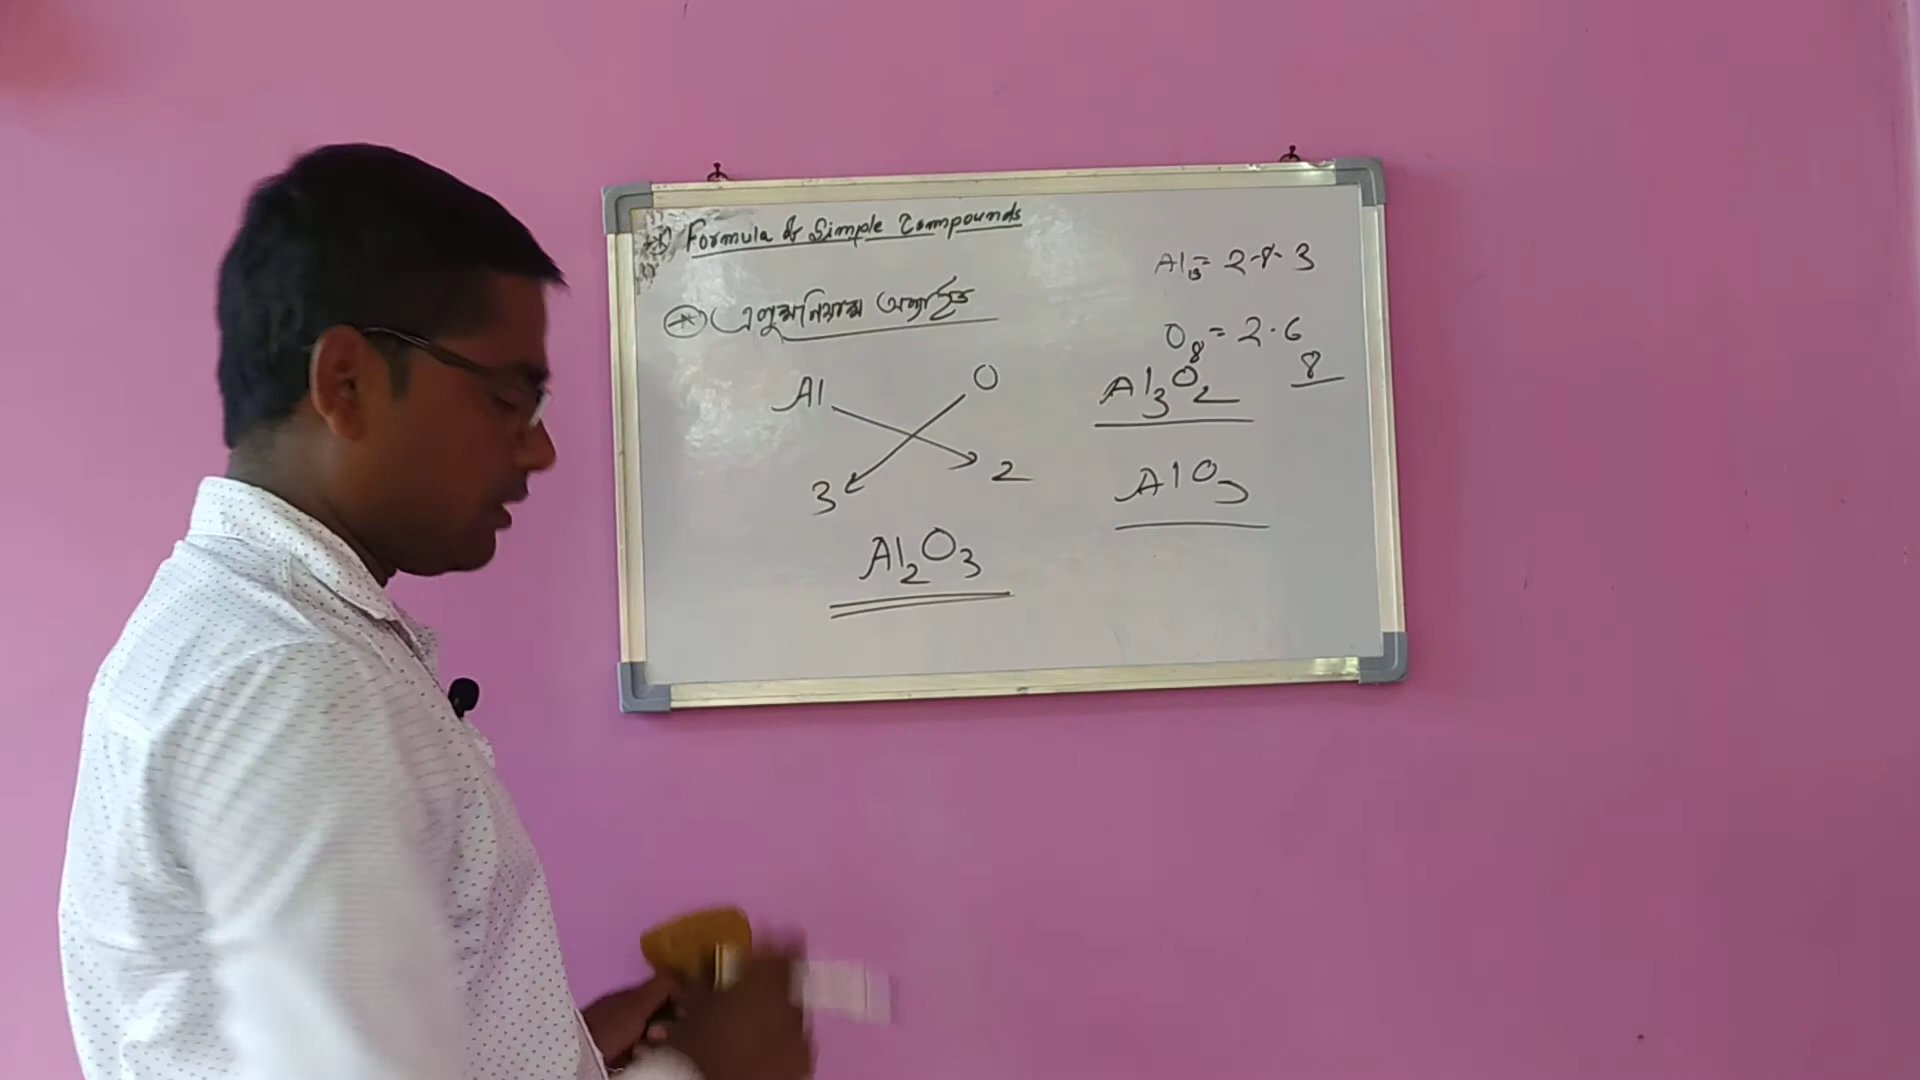 Formula of Simple Compounds
এলুমিনিয়াম অক্সাইড
Al O
3 2
Al₂O₃
Al₁₃ = 2·8·3
O₈ = 2·6
8
Al₃O₂
AlO₃